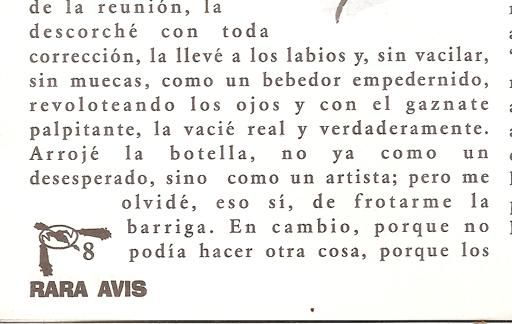 de la reunión, la
descorché con toda
corrección, la llevé a los labios y, sin vacilar,
sin muecas, como un bebedor empedernido,
revoloteando los ojos y con el gaznate
palpitante, la vacié real y verdaderamente.
Arrojé la botella, no ya como un
desesperado, sino como un artista; pero me
olvidé, eso sí, de frotarme la
barriga. En cambio, porque no
podía hacer otra cosa, porque los
8
RARA AVIS